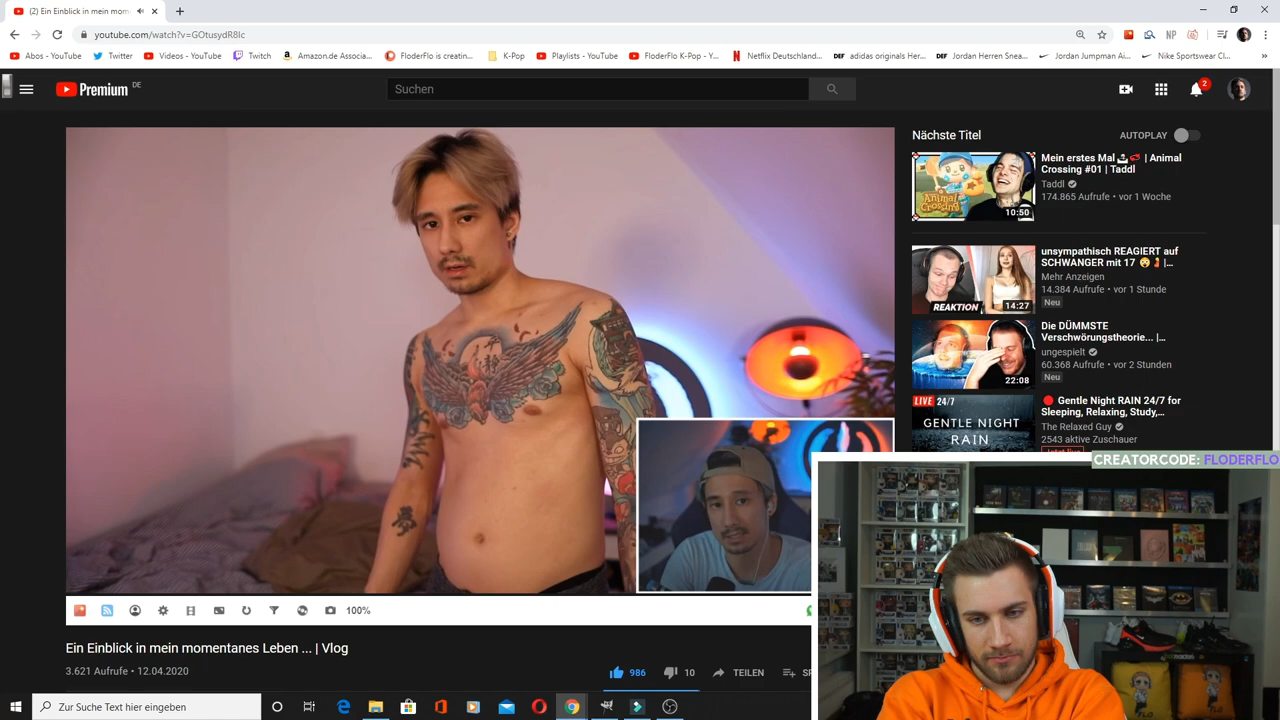 (2) Ein Einblick in mein mom
youtube.com/watch?v=GOtusydR8lc
NP
Abos - YouTube
Twitter
Videos - YouTube
Twitch
Amazon.de Associa...
FloderFlo is creatin...
K-Pop
Playlists - YouTube
FloderFlo K-Pop - Y...
Netflix Deutschland...
DEF adidas originals Her...
DEF Jordan Herren Snea...
Jordan Jumpman Ai...
Nike Sportswear Cl...
Premium DE
Suchen
2
Nächste Titel
AUTOPLAY
Mein erstes Mal
| Animal
Crossing #01 | Taddl
Taddl
174.865 Aufrufe • vor 1 Woche
10:50
unsympathisch REAGIERT auf
SCHWANGER mit 17
|...
Mehr Anzeigen
14.384 Aufrufe • vor 1 Stunde
Neu
REAKTION
14:27
Die DÜMMSTE
Verschwörungstheorie... |...
ungespielt
60.368 Aufrufe • vor 2 Stunden
Neu
22:08
LIVE 24/7
GENTLE NIGHT
RAIN
Gentle Night RAIN 24/7 for
Sleeping, Relaxing, Study,...
The Relaxed Guy
2543 aktive Zuschauer
CREATORCODE: FLODERFLO
100%
Ein Einblick in mein momentanes Leben ... | Vlog
3.621 Aufrufe • 12.04.2020
986
10
TEILEN
Zur Suche Text hier eingeben